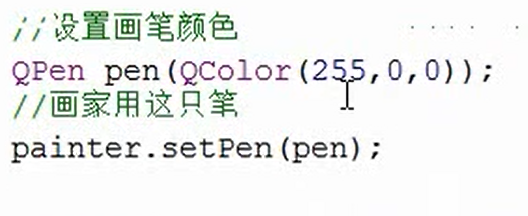 //设置画笔颜色
QPen pen(QColor(255,0,0));
//画家用这只笔
painter.setPen(pen);